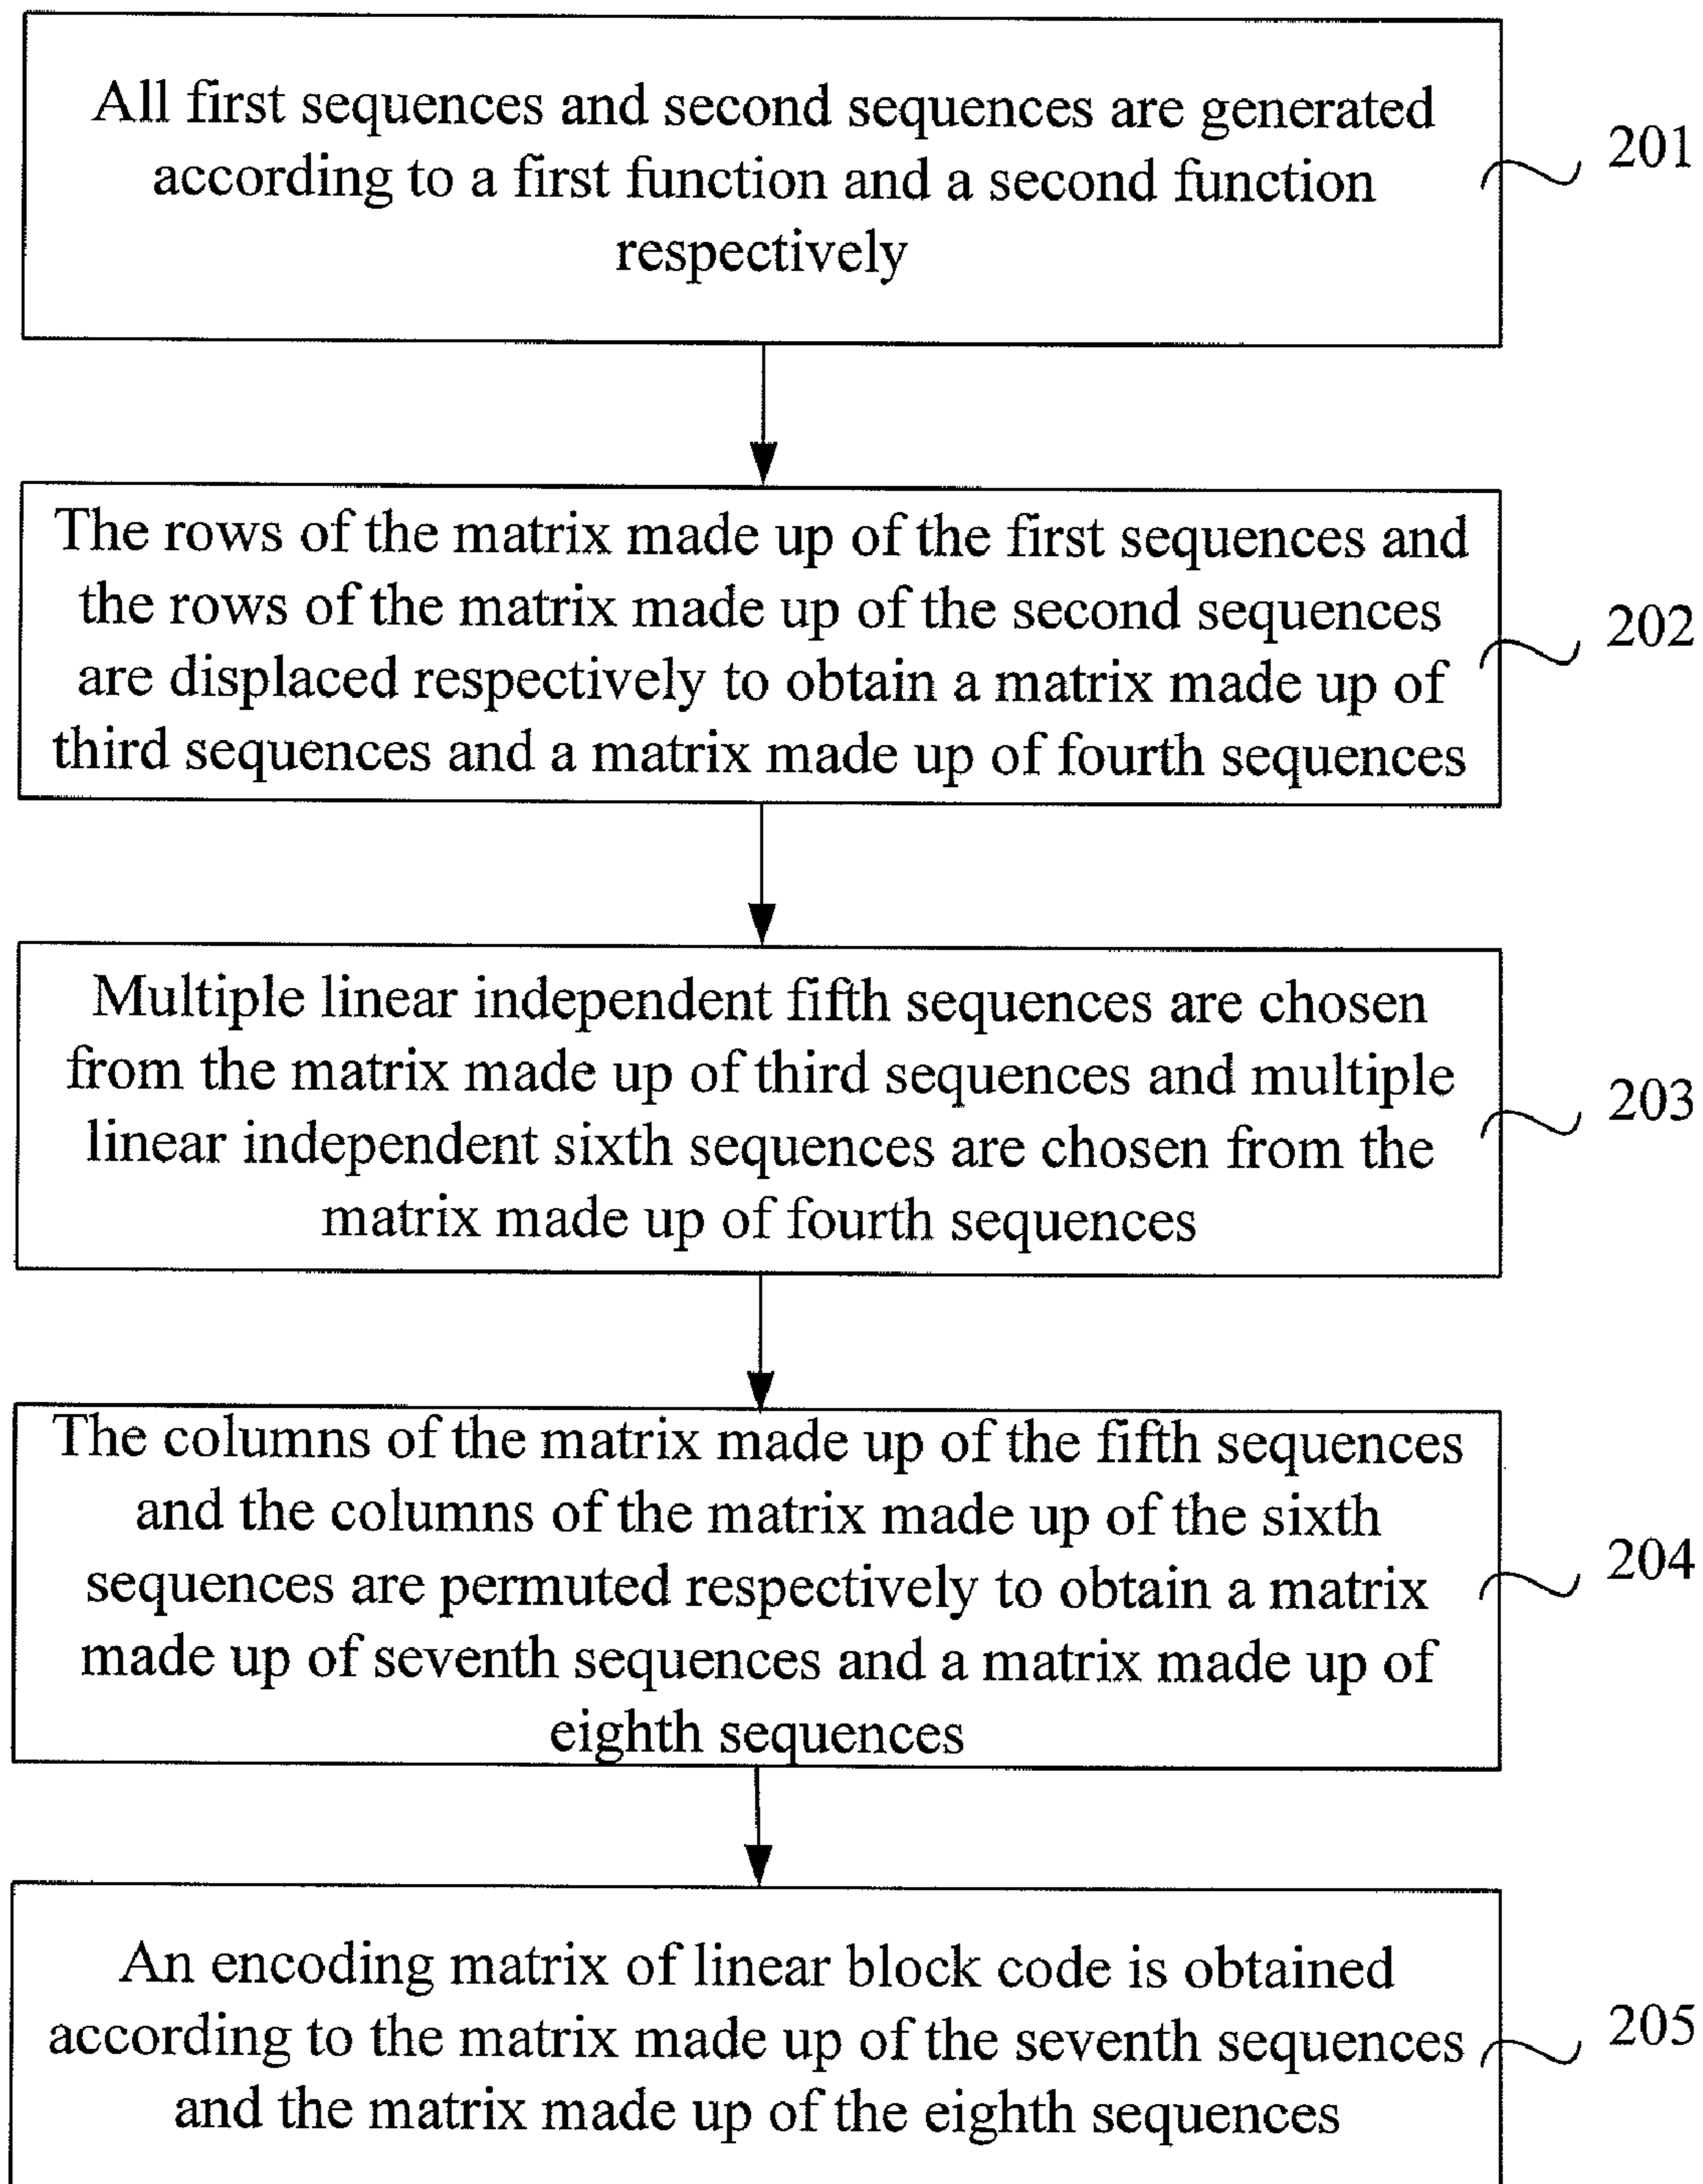 All first sequences and second sequences are generated
according to a first function and a second function
respectively
201
The rows of the matrix made up of the first sequences and
the rows of the matrix made up of the second sequences
are displaced respectively to obtain a matrix made up of
third sequences and a matrix made up of fourth sequences
202
Multiple linear independent fifth sequences are chosen
from the matrix made up of third sequences and multiple
linear independent sixth sequences are chosen from the
matrix made up of fourth sequences
203
The columns of the matrix made up of the fifth sequences
and the columns of the matrix made up of the sixth
sequences are permuted respectively to obtain a matrix
made up of seventh sequences and a matrix made up of
eighth sequences
204
An encoding matrix of linear block code is obtained
according to the matrix made up of the seventh sequences
and the matrix made up of the eighth sequences
205